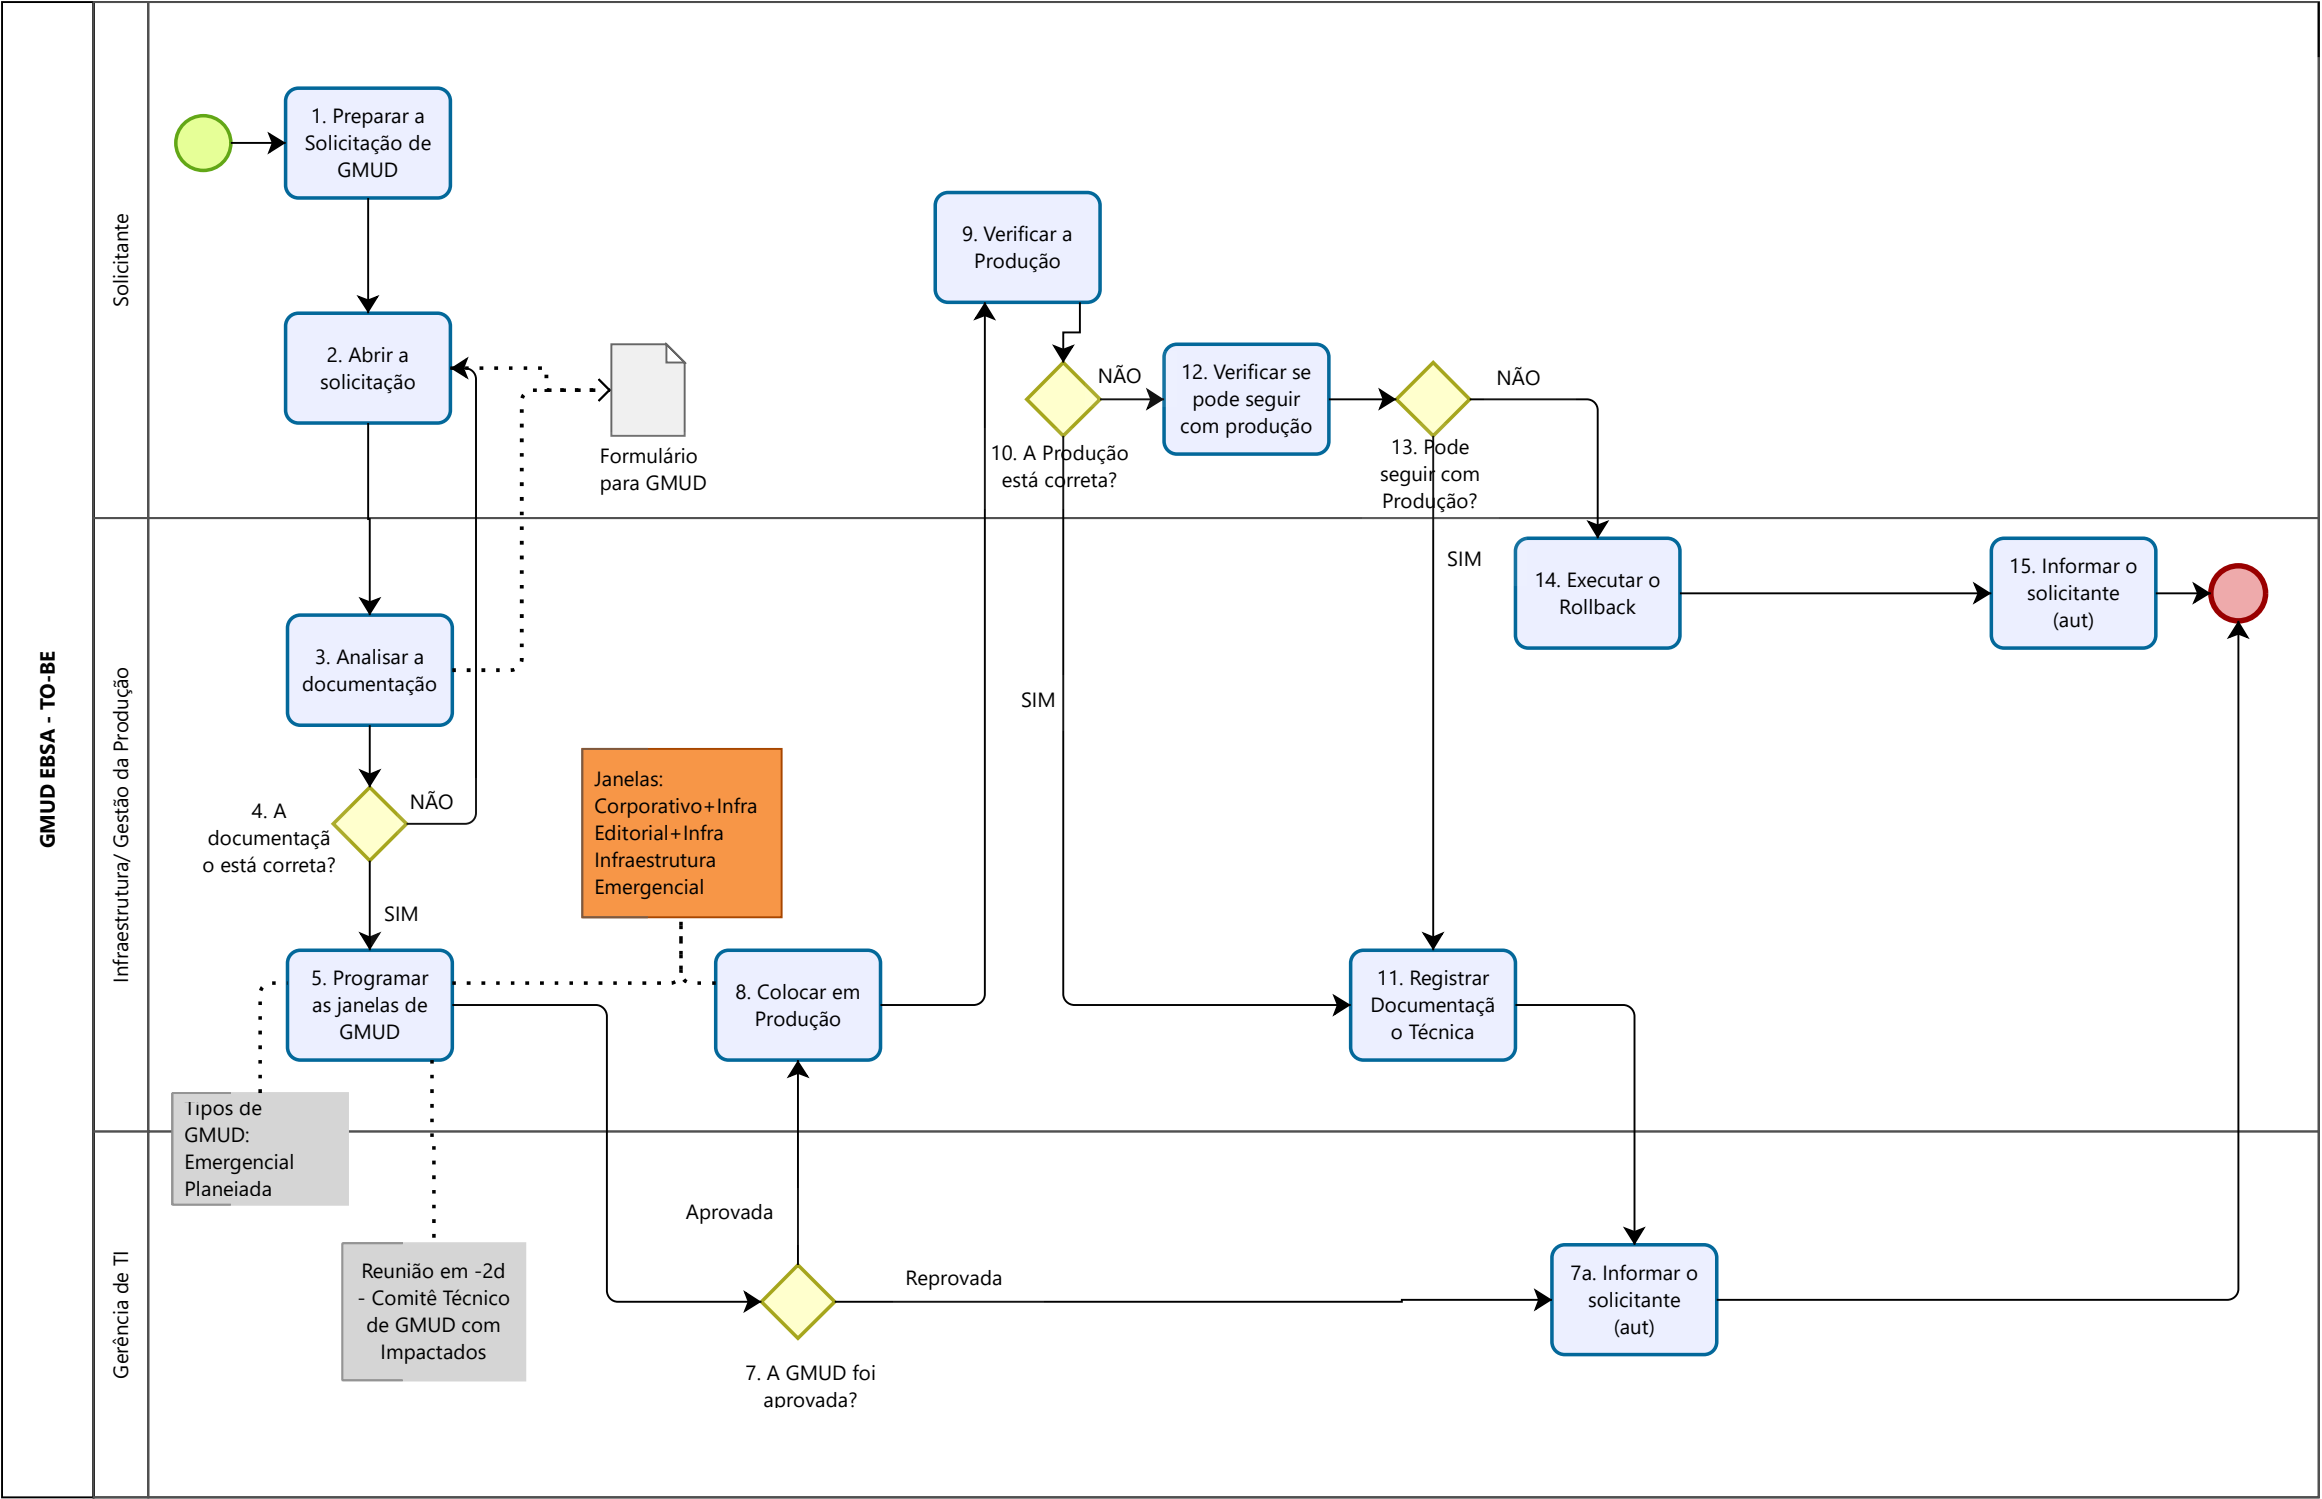 GMUD EBSA - TO-BE
Solicitante
1. Preparar a
Solicitação de
GMUD
2. Abrir a
solicitação
Formulário
para GMUD
9. Verificar a
Produção
NÃO
10. A Produção
está correta?
12. Verificar se
pode seguir
com produção
NÃO
13. Pode
seguir com
Produção?
Infraestrutura/ Gestão da Produção
SIM
14. Executar o
Rollback
15. Informar o
solicitante
(aut)
3. Analisar a
documentação
SIM
4. A
documentaçã
o está correta?
NÃO
SIM
Janelas:
Corporativo+Infra
Editorial+Infra
Infraestrutura
Emergencial
5. Programar
as janelas de
GMUD
8. Colocar em
Produção
11. Registrar
Documentaçã
o Técnica
Tipos de
GMUD:
Emergencial
Planejada
Gerência de TI
Aprovada
Reunião em -2d
- Comitê Técnico
de GMUD com
Impactados
Reprovada
7. A GMUD foi
aprovada?
7a. Informar o
solicitante
(aut)